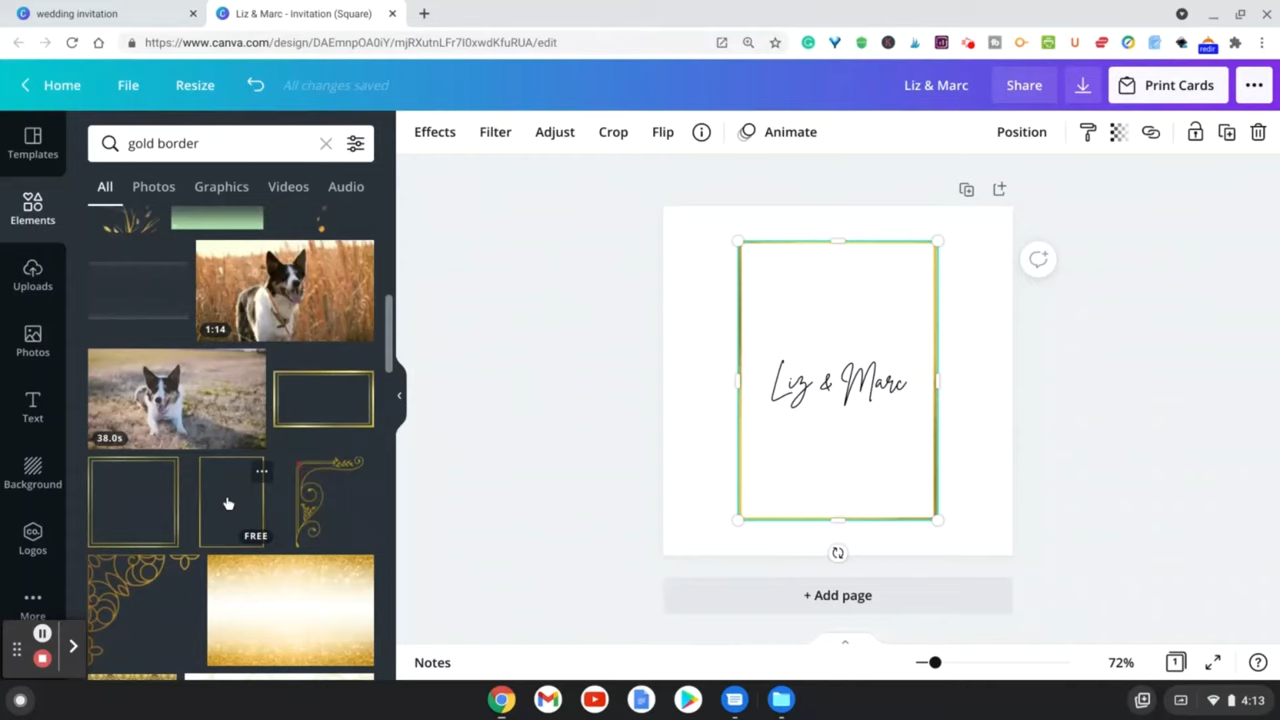 wedding invitation
Liz & Marc - Invitation (Square)
https://www.canva.com/design/DAEmnpOA0iY/mjRXutnLFr7I0xwdKfuRUA/edit
redir
Home
File
Resize
All changes saved
Liz & Marc
Share
Print Cards
Templates
Elements
Uploads
Photos
Text
Background
Logos
More
gold border
All
Photos
Graphics
Videos
Audio
1:14
38.0s
FREE
Effects
Filter
Adjust
Crop
Flip
Animate
Position
Liz & Marc
+ Add page
Notes
72%
1
4:13